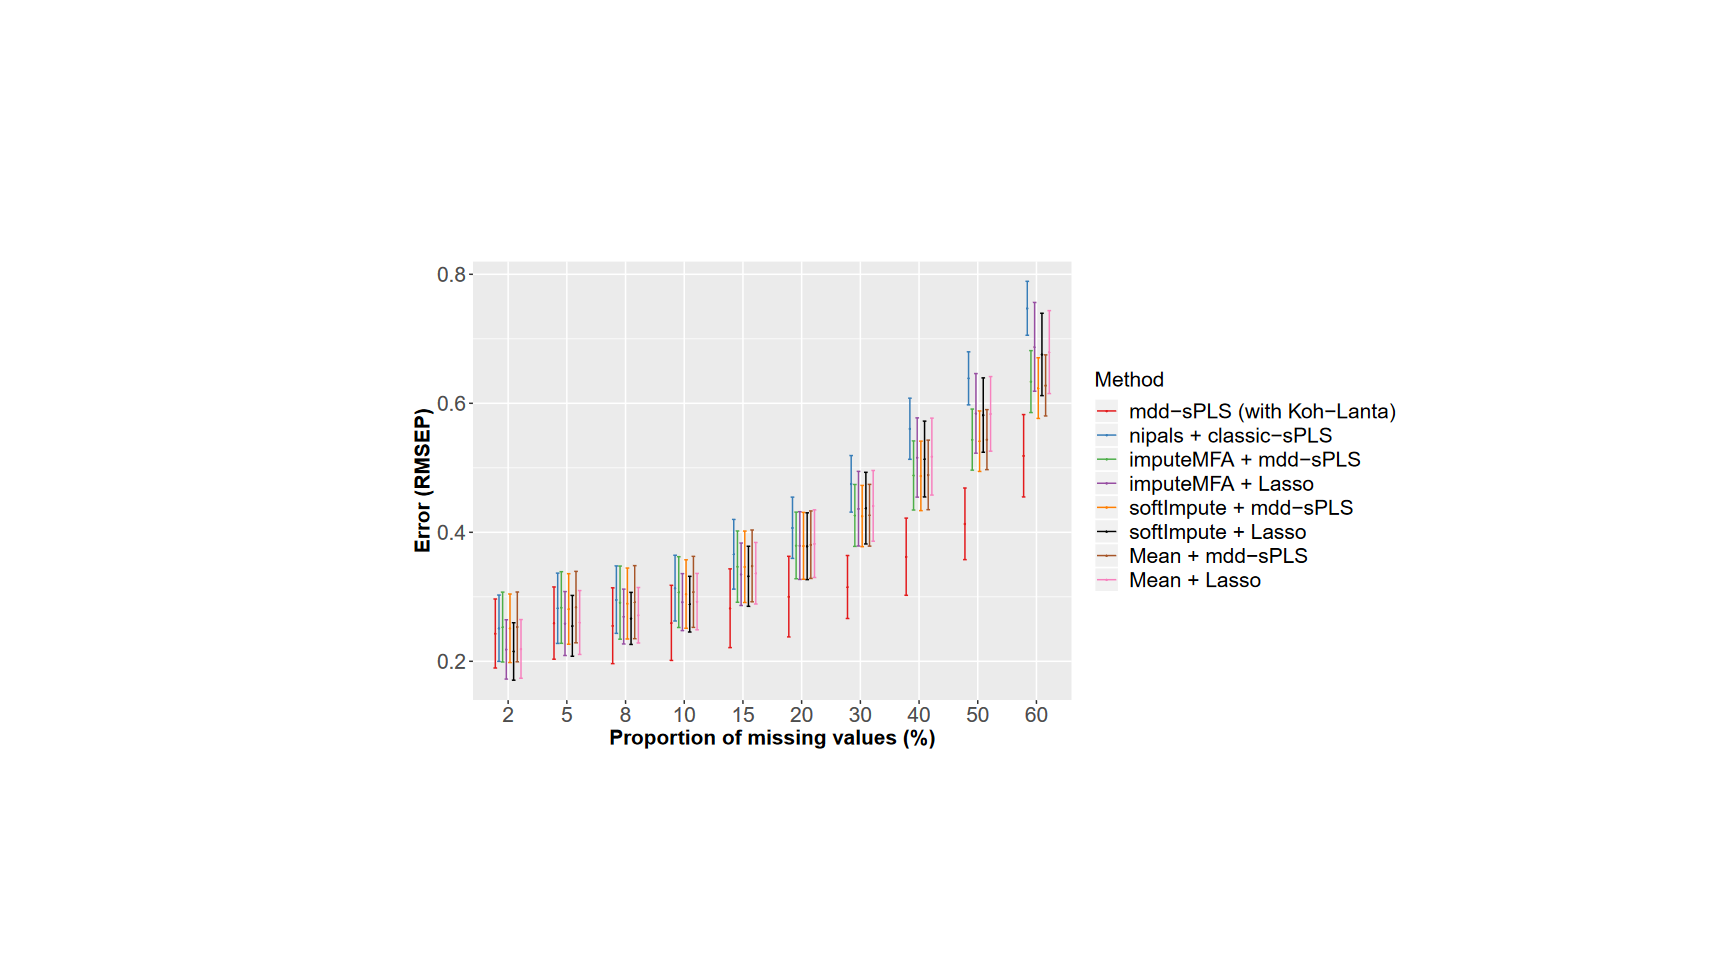 0.8
0.6
0.4
0.2
Error (RMSEP)
2 5 8 10 15 20 30 40 50 60
Proportion of missing values (%)
Method
mdd−sPLS (with Koh−Lanta)
nipals + classic−sPLS
imputeMFA + mdd−sPLS
imputeMFA + Lasso
softImpute + mdd−sPLS
softImpute + Lasso
Mean + mdd−sPLS
Mean + Lasso